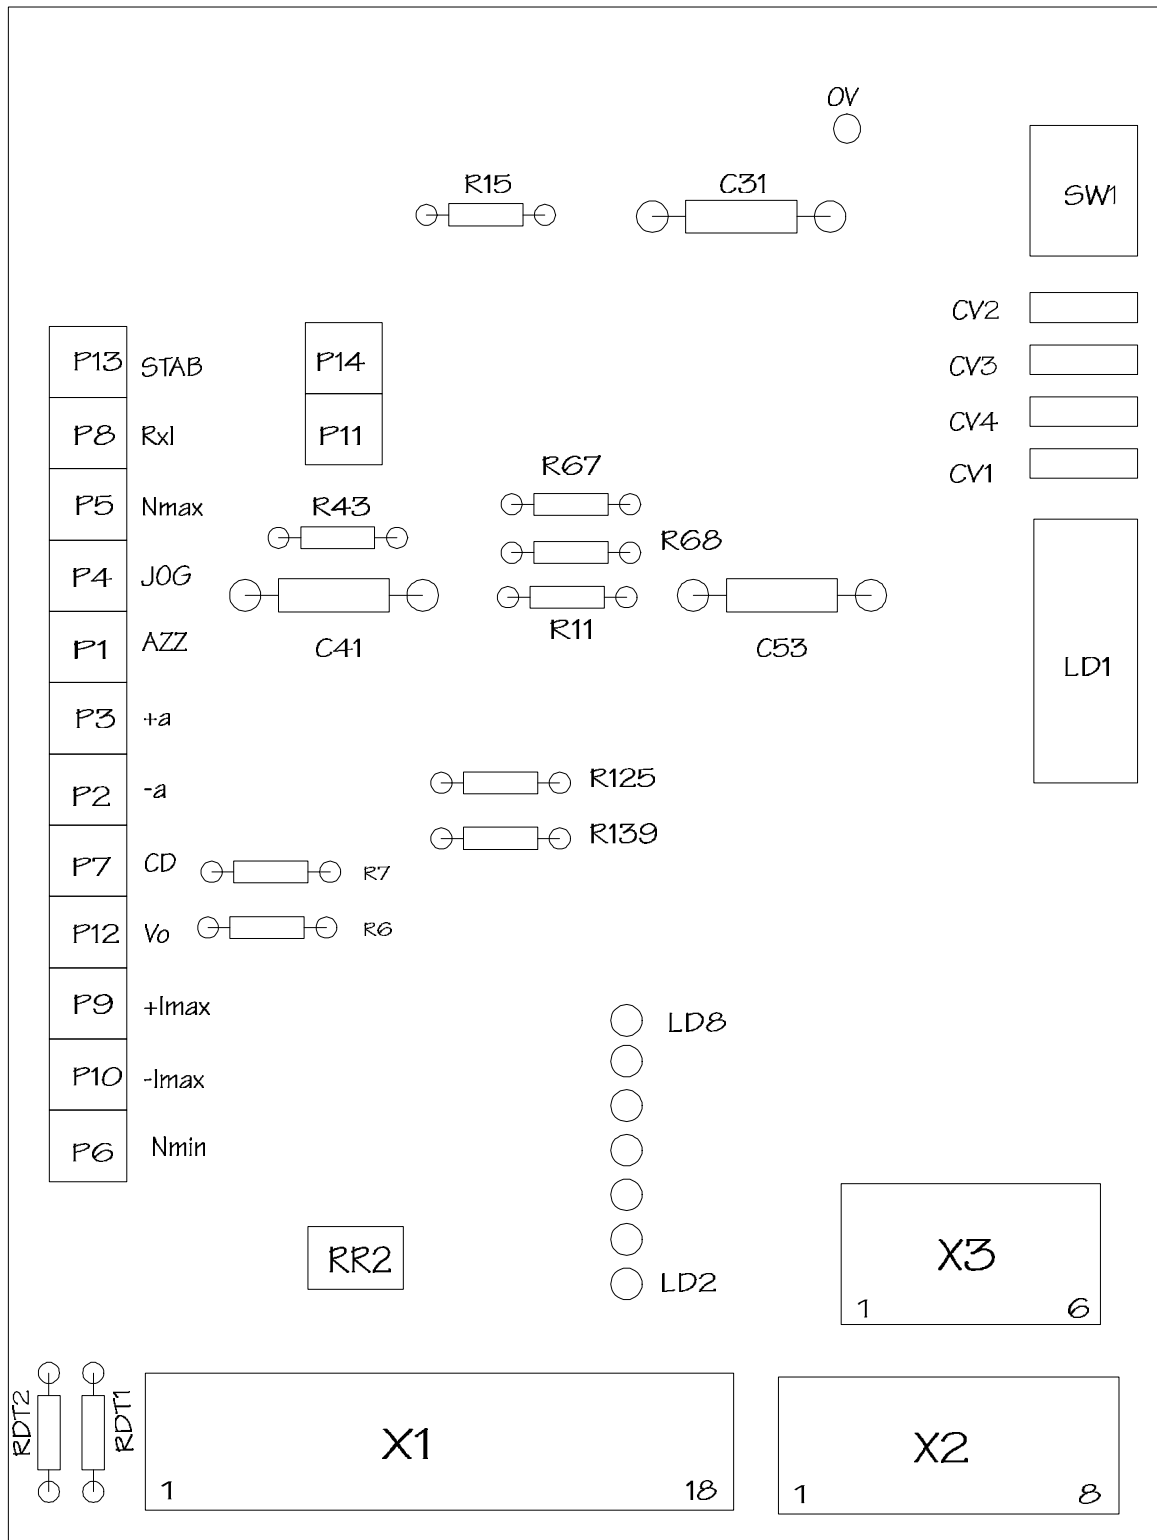 OV
R15
C31
SW1
CV2
P13
STAB
P14
CV3
P8
RxI
P11
CV4
R67
CV1
P5
Nmax
R43
R68
P4
JOG
R11
P1
AZZ
C41
C53
LD1
P3
+a
P2
-a
R125
R139
P7
CD
R7
P12
Vo
R6
P9
+Imax
LD8
P10
-Imax
P6
Nmin
RR2
LD2
X3
1
6
RDT2
RDT1
X1
1
18
X2
1
8